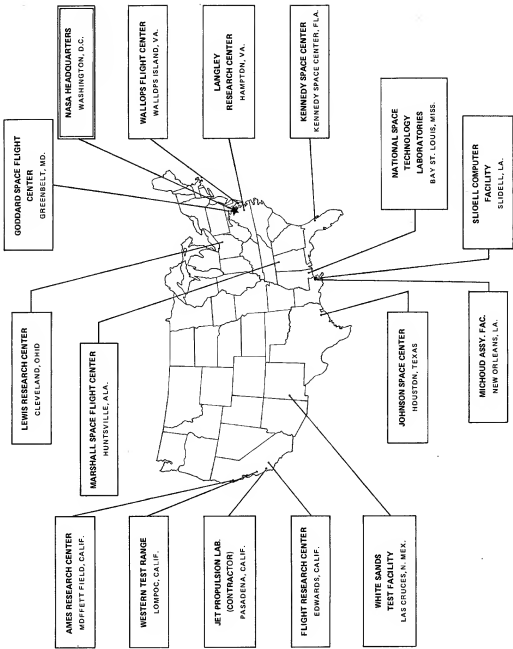 AMES RESEARCH CENTER
MOFFETT FIELD, CALIF.
LEWIS RESEARCH CENTER
CLEVELAND, OHIO
GODDARD SPACE FLIGHT
CENTER
GREENBELT, MD.
NASA HEADQUARTERS
WASHINGTON, D.C.
MARSHALL SPACE FLIGHT CENTER
HUNTSVILLE, ALA.
WESTERN TEST RANGE
LOMPOC, CALIF.
WALLOPS FLIGHT CENTER
WALLOPS ISLAND, VA.
JET PROPULSION LAB.
(CONTRACTOR)
PASADENA, CALIF.
LANGLEY
RESEARCH CENTER
HAMPTON, VA.
FLIGHT RESEARCH CENTER
EDWARDS, CALIF.
KENNEDY SPACE CENTER
KENNEDY SPACE CENTER, FLA.
WHITE SANDS
TEST FACILITY
LAS CRUCES, N. MEX.
JOHNSON SPACE CENTER
HOUSTON, TEXAS
NATIONAL SPACE
TECHNOLOGY
LABORATORIES
BAY ST. LOUIS, MISS.
MICHOUD ASSY. FAC.
NEW ORLEANS, LA.
SLIDELL COMPUTER
FACILITY
SLIDELL, LA.